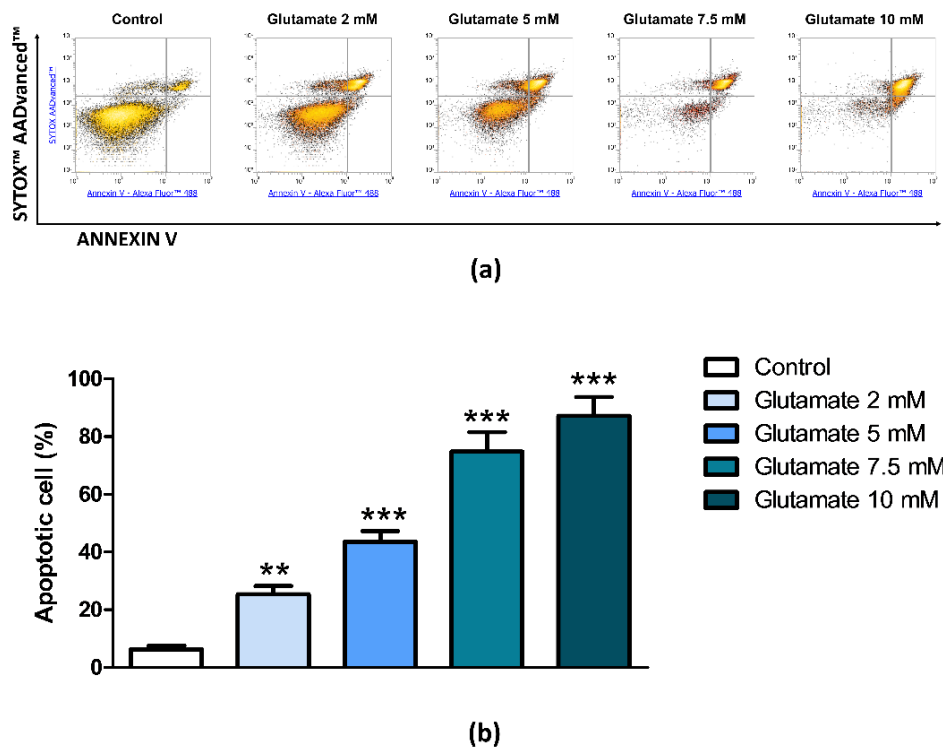 Control
Glutamate 2 mM
Glutamate 5 mM
Glutamate 7.5 mM
Glutamate 10 mM
SYTOX™ AADvanced™
SYTOX AADvanced™
Annexin V - Alexa Fluor™ 488
Annexin V - Alexa Fluor™ 488
Annexin V - Alexa Fluor™ 488
Annexin V - Alexa Fluor™ 488
Annexin V - Alexa Fluor™ 488
ANNEXIN V
(a)
Apoptotic cell (%)
100
80
60
40
20
0
**
***
***
***
Control
Glutamate 2 mM
Glutamate 5 mM
Glutamate 7.5 mM
Glutamate 10 mM
(b)